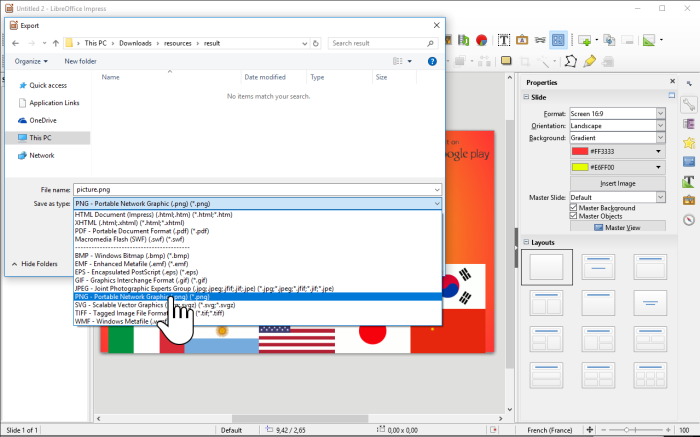 Untitled 2 - LibreOffice Impress
Export
This PC > Downloads > resources > result
Search result
Organize
New folder
Name
Date modified
Type
Size
No items match your search.
Quick access
Application Links
OneDrive
This PC
Network
File name:
picture.png
Save as type:
PNG - Portable Network Graphic (.png) (*.png)
HTML Document (Impress) (.html;.htm) (*.html;*.htm)
XHTML (.html;.xhtml) (*.html;*.xhtml)
PDF - Portable Document Format (.pdf) (*.pdf)
Macromedia Flash (SWF) (.swf) (*.swf)
----------------------------------------
BMP - Windows Bitmap (.bmp) (*.bmp)
EMF - Enhanced Metafile (.emf) (*.emf)
EPS - Encapsulated PostScript (.eps) (*.eps)
GIF - Graphics Interchange Format (.gif) (*.gif)
JPEG - Joint Photographic Experts Group (.jpg;.jpeg;.jfif;.jif;.jpe) (*.jpg;*.jpeg;*.jfif;*.jif;*.jpe)
PNG - Portable Network Graphic (.png) (*.png)
SVG - Scalable Vector Graphics (.svgz) (*.svg;*.svgz)
TIFF - Tagged Image File Format (*.tif;*.tiff)
WMF - Windows Metafile (.wmf)
Hide Folders
on
ogle play
Properties
Slide
Format:
Screen 16:9
Orientation:
Landscape
Background:
Gradient
#FF3333
#E6FF00
Insert Image
Master Slide:
Default
Master Background
Master Objects
Master View
Layouts
Slide 1 of 1
Default
9,42 / 2,65
0,00 x 0,00
French (France)
100